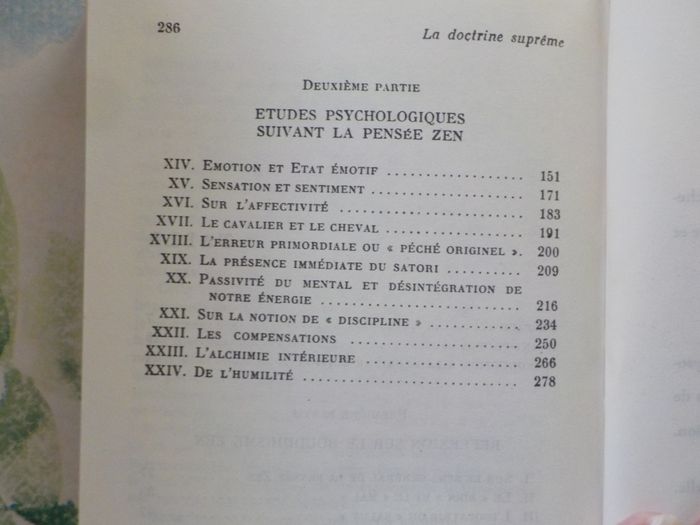 286
La doctrine suprême
DEUXIÈME PARTIE
ETUDES PSYCHOLOGIQUES
SUIVANT LA PENSÉE ZEN
XIV. EMOTION ET ETAT ÉMOTIF .................. 151
XV. SENSATION ET SENTIMENT .................... 171
XVI. SUR L'AFFECTIVITÉ ........................ 183
XVII. LE CAVALIER ET LE CHEVAL .................. 191
XVIII. L'ERREUR PRIMORDIALE OU « PÉCHÉ ORIGINEL ». 200
XIX. LA PRÉSENCE IMMÉDIATE DU SATORI .......... 209
XX. PASSIVITÉ DU MENTAL ET DÉSINTÉGRATION DE
NOTRE ÉNERGIE .......................... 216
XXI. SUR LA NOTION DE « DISCIPLINE » ............ 234
XXII. LES COMPENSATIONS ...................... 250
XXIII. L'ALCHIMIE INTÉRIEURE .................... 266
XXIV. DE L'HUMILITÉ .......................... 278